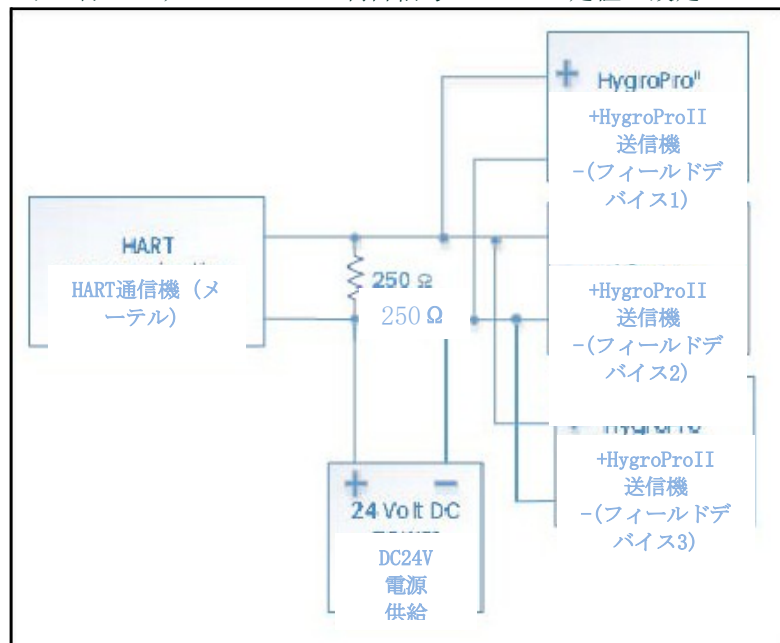 + HygroPro"
+HygroProII
送信機
-(フィールドデ
バイス1)
HART
HART通信機 (メ
ーテル)
250 Ω
250Ω
+HygroProII
送信機
-(フィールドデ
バイス2)
+HygroProII
送信機
-(フィールドデ
バイス3)
+ −
24 Volt DC
DC24V
電源
供給